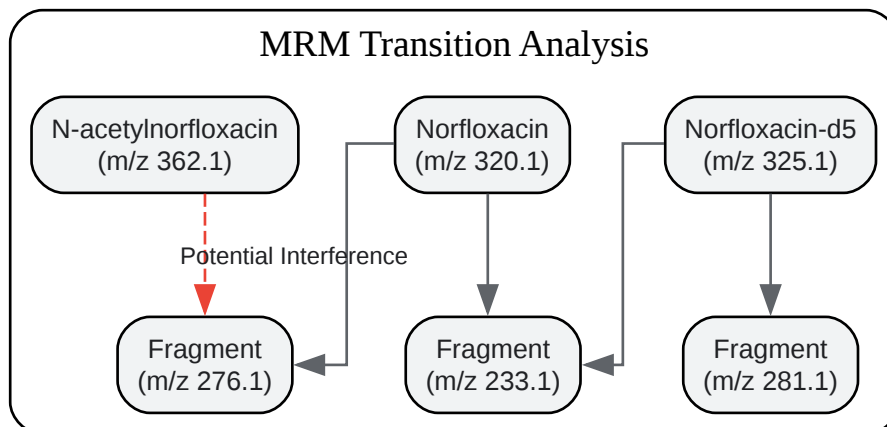 MRM Transition Analysis
N-acetylnorfloxacin
(m/z 362.1)
Norfloxacin
(m/z 320.1)
Norfloxacin-d5
(m/z 325.1)
Potential Interference
Fragment
(m/z 276.1)
Fragment
(m/z 233.1)
Fragment
(m/z 281.1)